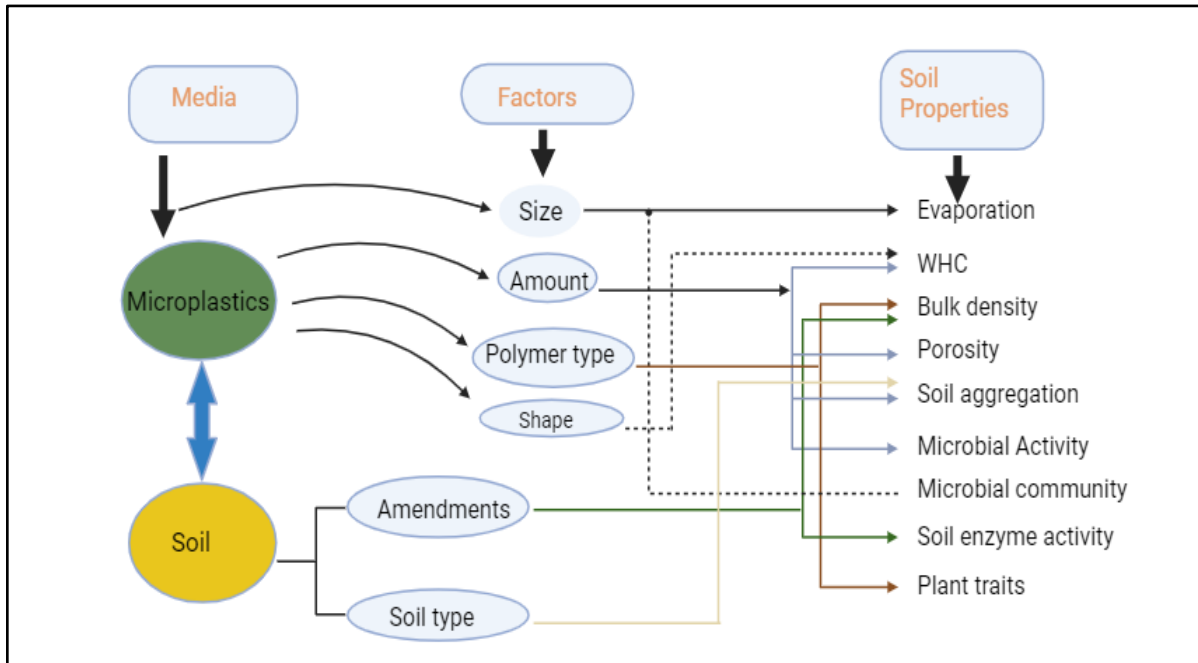 Media
Factors
Soil
Properties
Size
Evaporation
Microplastics
Amount
WHC
Bulk density
Polymer type
Porosity
Shape
Soil aggregation
Microbial Activity
Soil
Amendments
Microbial community
Soil enzyme activity
Soil type
Plant traits